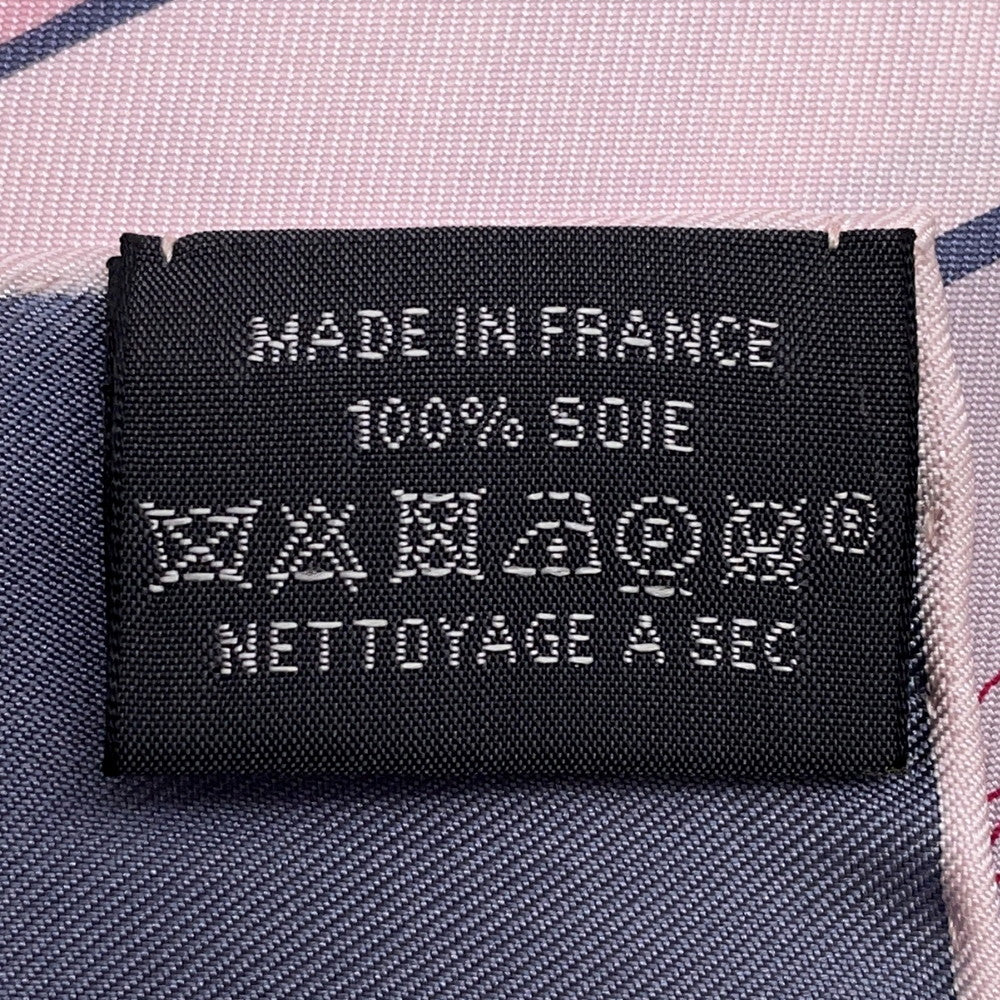 MADE IN FRANCE
100% SOIE
P W ®
NETTOYAGE A SEC